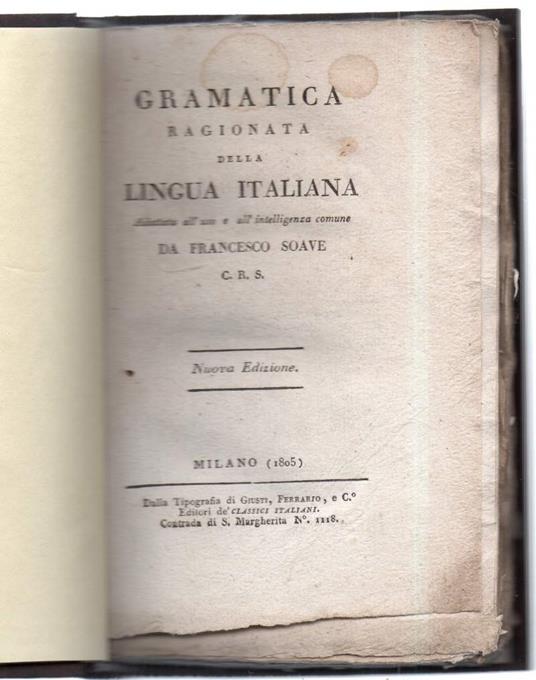 GRAMATICA
RAGIONATA
DELLA
LINGUA ITALIANA
Adattata all'uso e all'intelligenza comune
DA FRANCESCO SOAVE
C. R. S.
Nuova Edizione.
MILANO (1805)
Dalla Tipografia di GIUSTI, FERRARIO, e C.º
Editori de' CLASSICI ITALIANI.
Contrada di S. Margherita Nº. 1118.